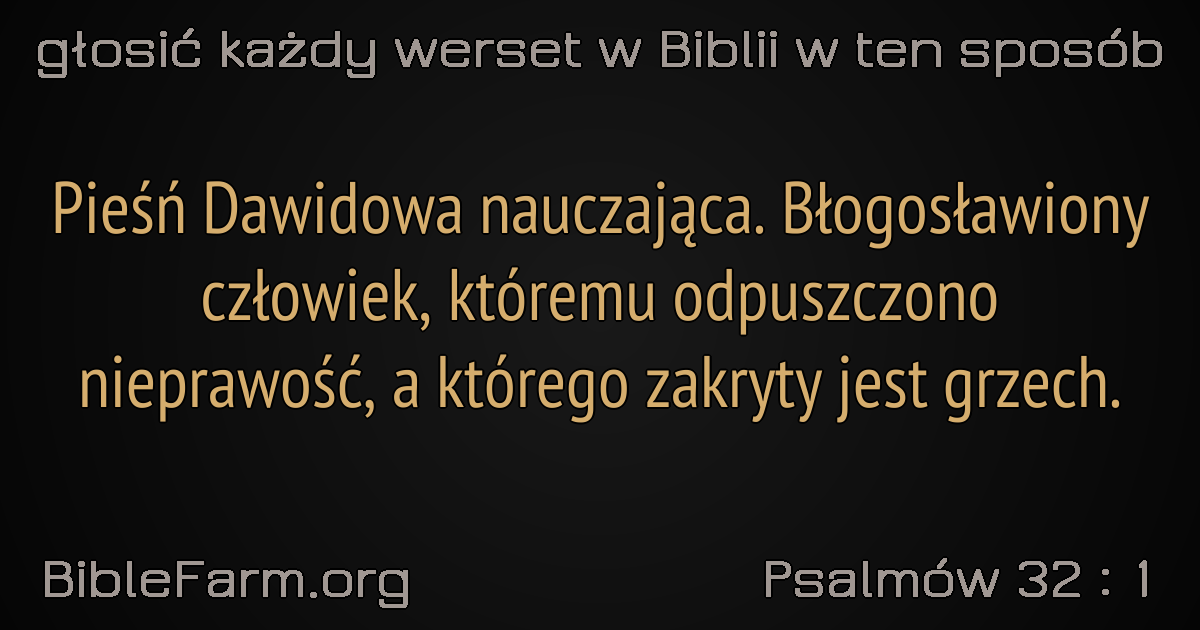 głosić każdy werset w Biblii w ten sposób
Pieśń Dawidowa nauczająca. Błogosławiony
człowiek, któremu odpuszczono
nieprawość, a którego zakryty jest grzech.
BibleFarm.org
Psalmów 32 : 1